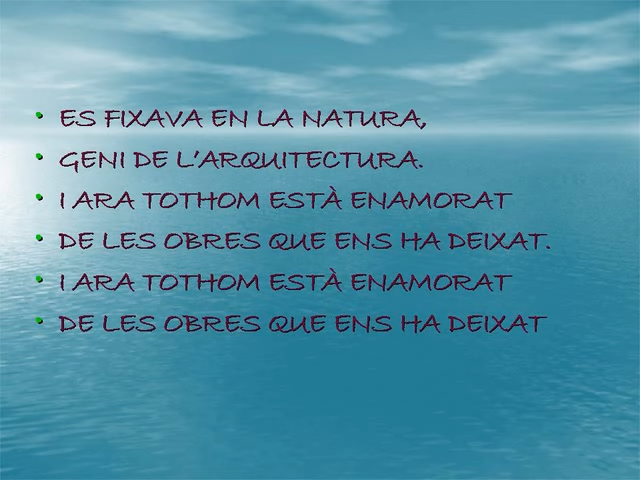 • ES FIXAVA EN LA NATURA,
• GENI DE L'ARQUITECTURA.
• I ARA TOTHOM ESTÀ ENAMORAT
• DE LES OBRES QUE ENS HA DEIXAT.
• I ARA TOTHOM ESTÀ ENAMORAT
• DE LES OBRES QUE ENS HA DEIXAT